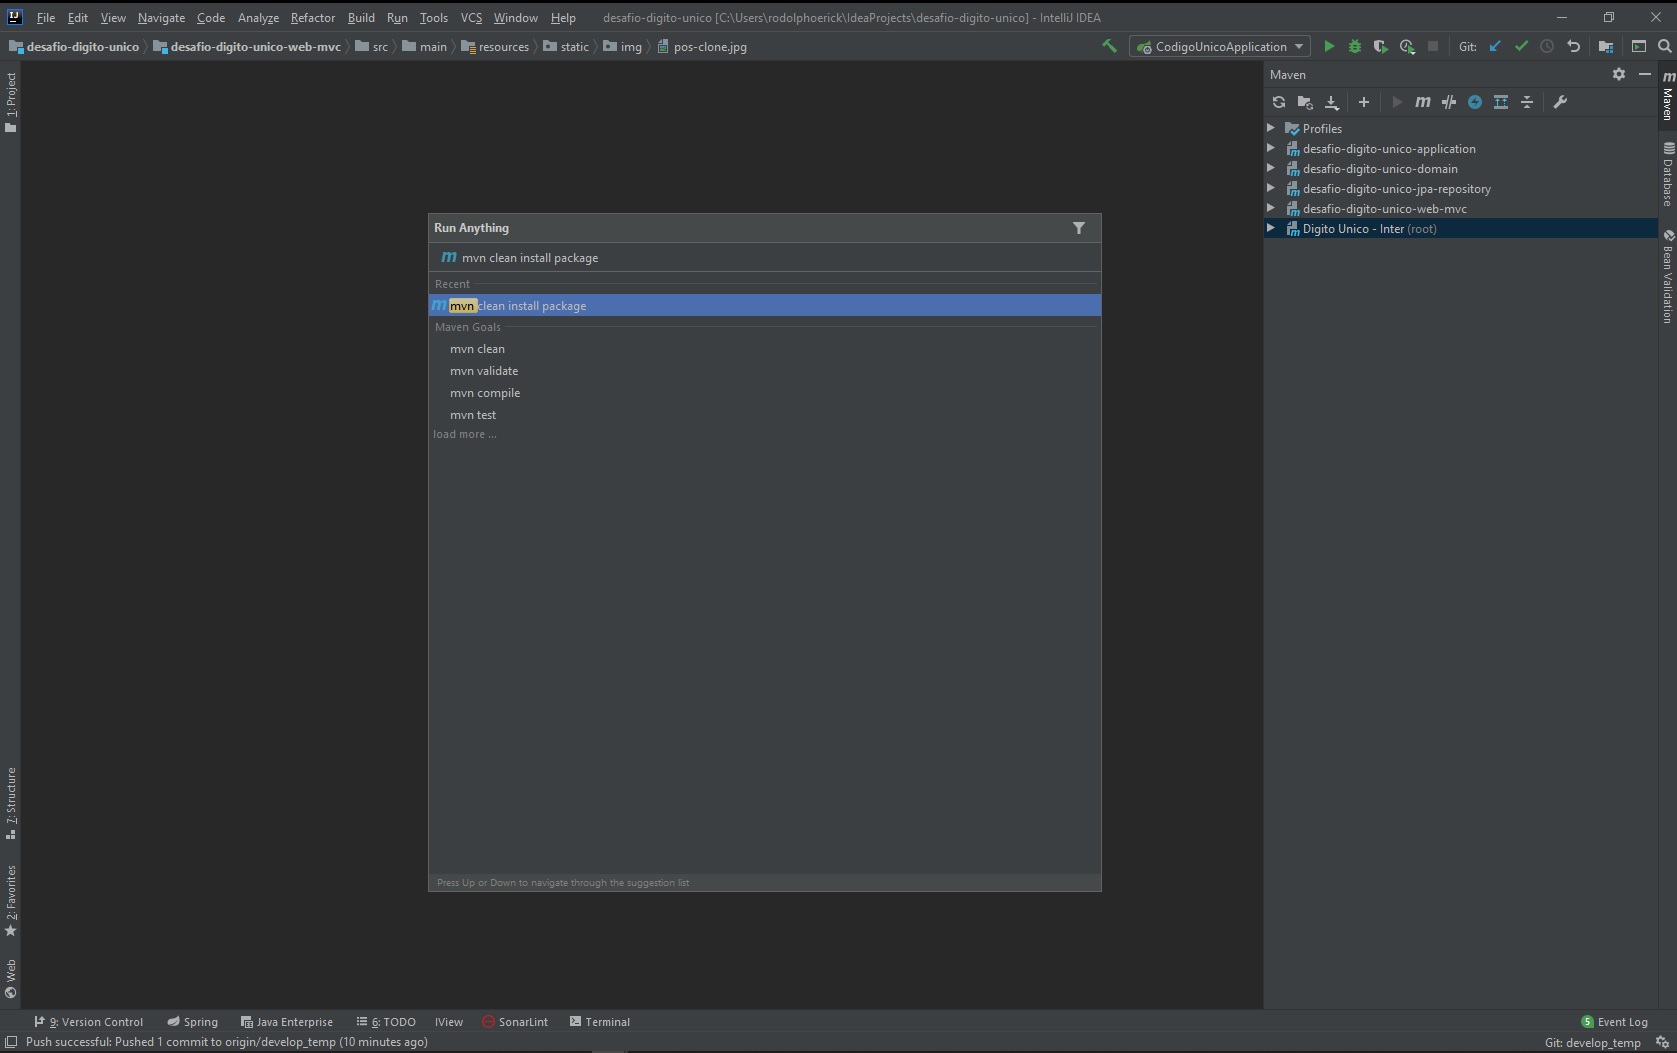 File Edit View Navigate Code Analyze Refactor Build Run Tools VCS Window Help desafio-digito-unico [C:\Users\rodolphoerick\IdeaProjects\desafio-digito-unico] - IntelliJ IDEA
desafio-digito-unico desafio-digito-unico-web-mvc src main resources static img pos-clone.jpg CodigoUnicoApplication Git:
1: Project
7: Structure
2: Favorites
Web
Run Anything
m mvn clean install package
Recent
m mvn clean install package
Maven Goals
mvn clean
mvn validate
mvn compile
mvn test
load more ...
Press Up or Down to navigate through the suggestion list
Maven
Profiles
desafio-digito-unico-application
desafio-digito-unico-domain
desafio-digito-unico-jpa-repository
desafio-digito-unico-web-mvc
Digito Unico - Inter (root)
m Maven
Database
Bean Validation
9: Version Control Spring Java Enterprise 6: TODO IView SonarLint Terminal 5 Event Log
Push successful: Pushed 1 commit to origin/develop_temp (10 minutes ago) Git: develop_temp